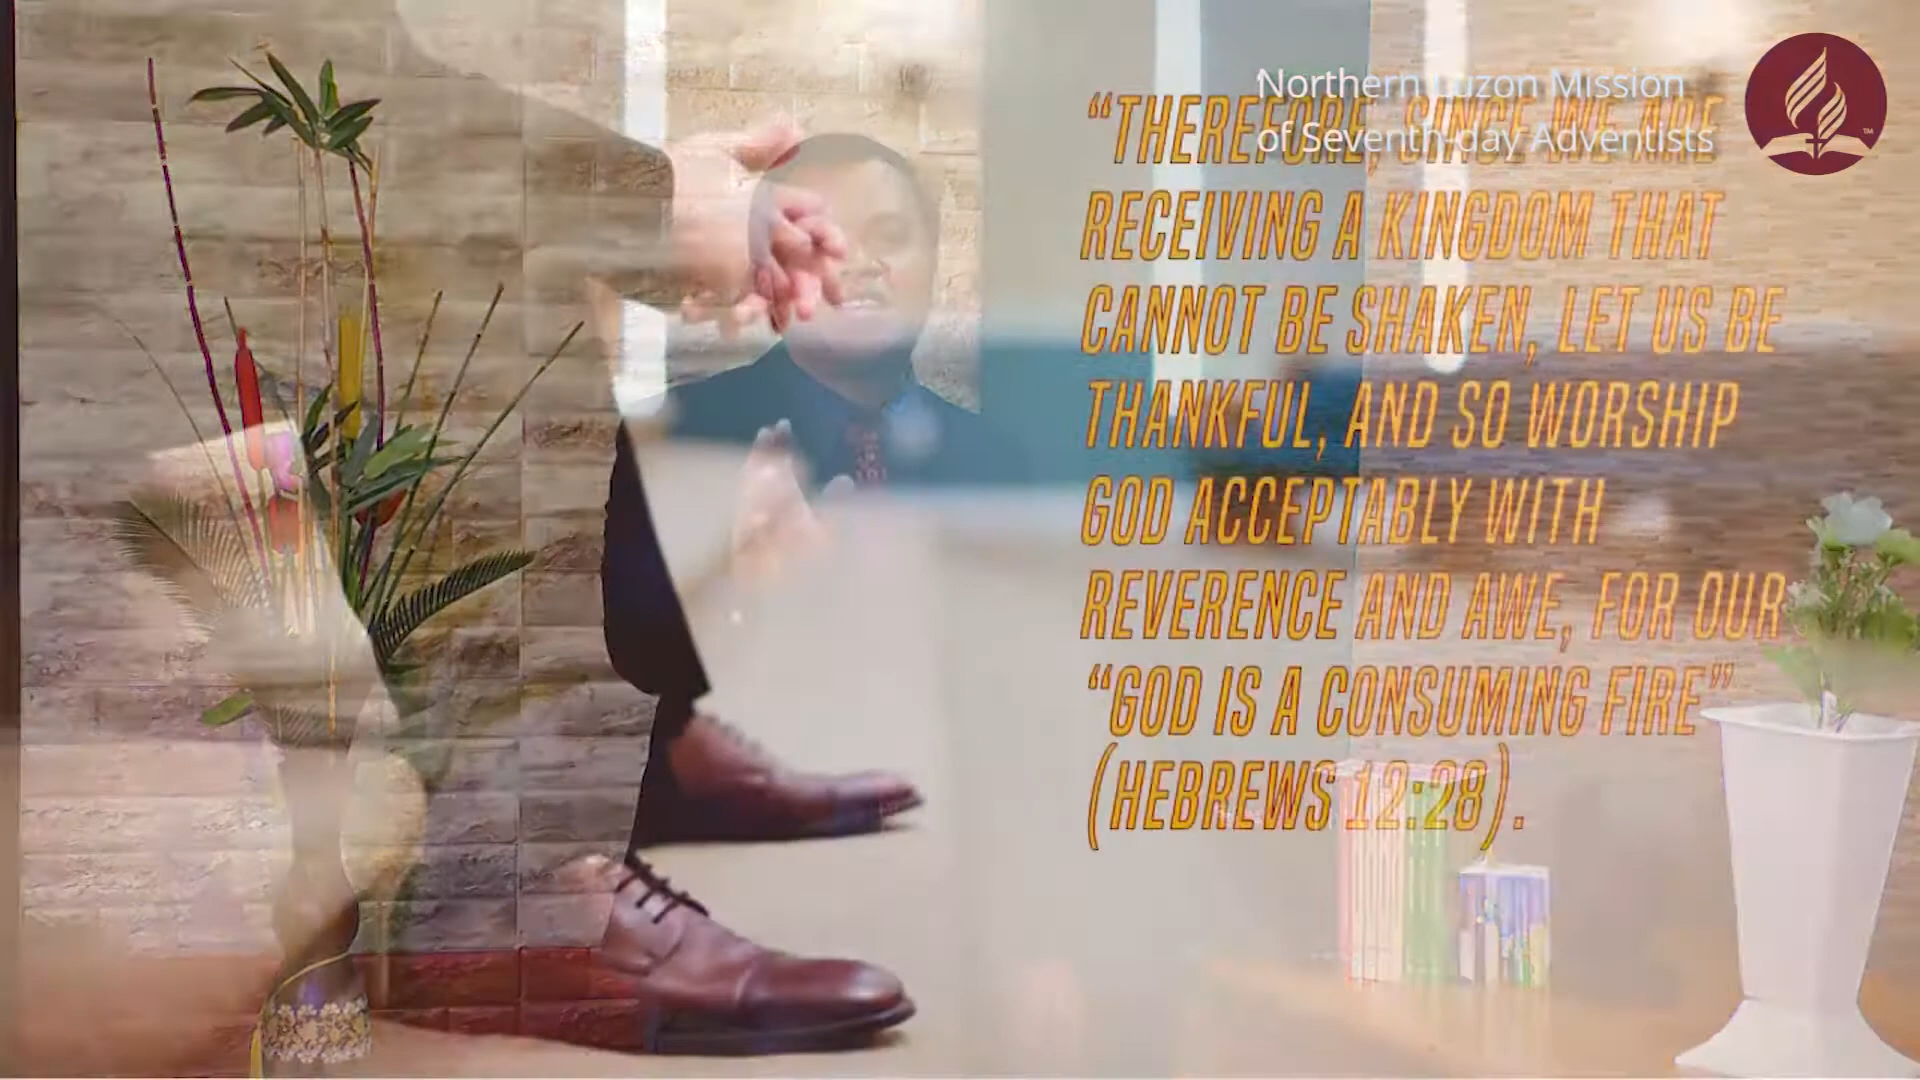 Northern Luzon Mission
of Seventh-day Adventists
“THEREFORE, SINCE WE ARE
RECEIVING A KINGDOM THAT
CANNOT BE SHAKEN, LET US BE
THANKFUL, AND SO WORSHIP
GOD ACCEPTABLY WITH
REVERENCE AND AWE, FOR OUR
“GOD IS A CONSUMING FIRE”
(HEBREWS 12:28).